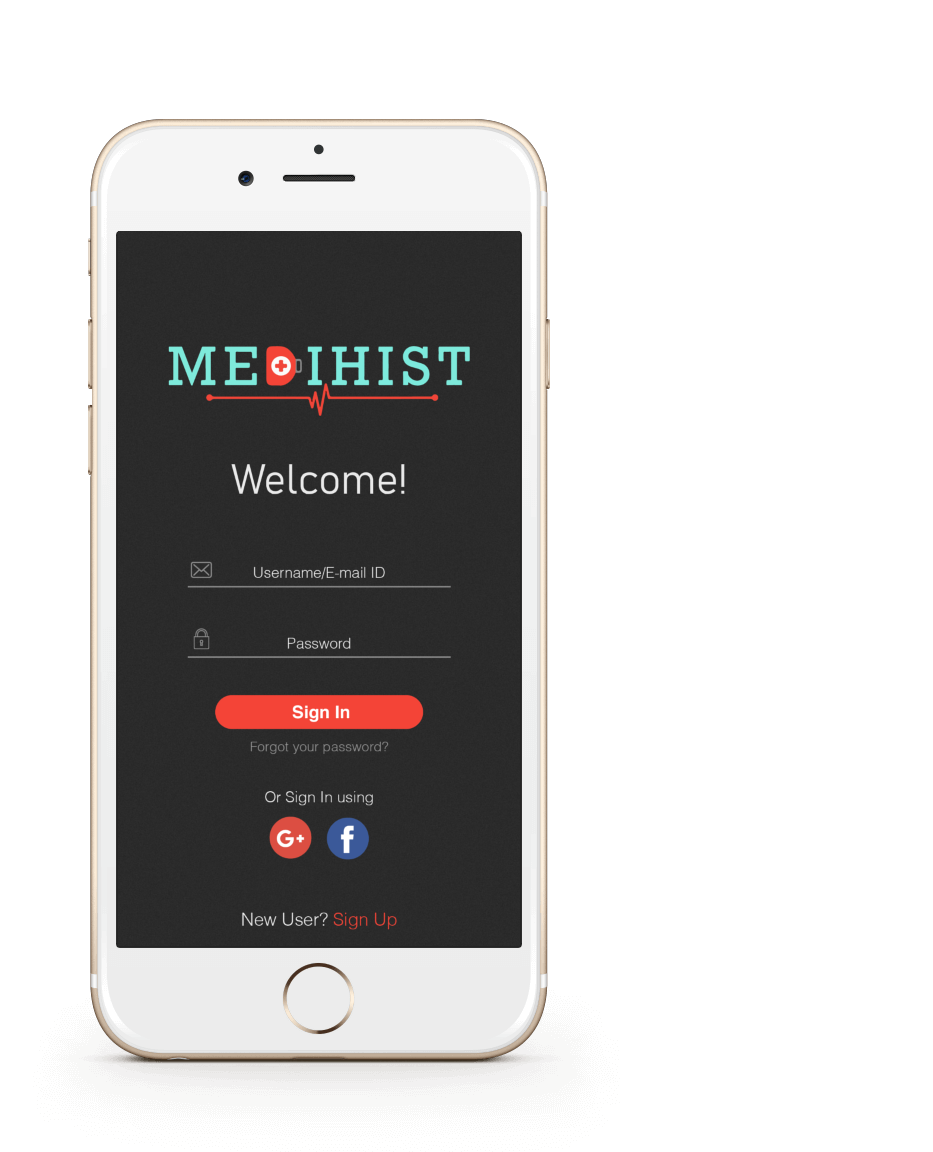 MEDIHIST
Welcome!
Username/E-mail ID
Password
Sign In
Forgot your password?
Or Sign In using
G+ f
New User? Sign Up